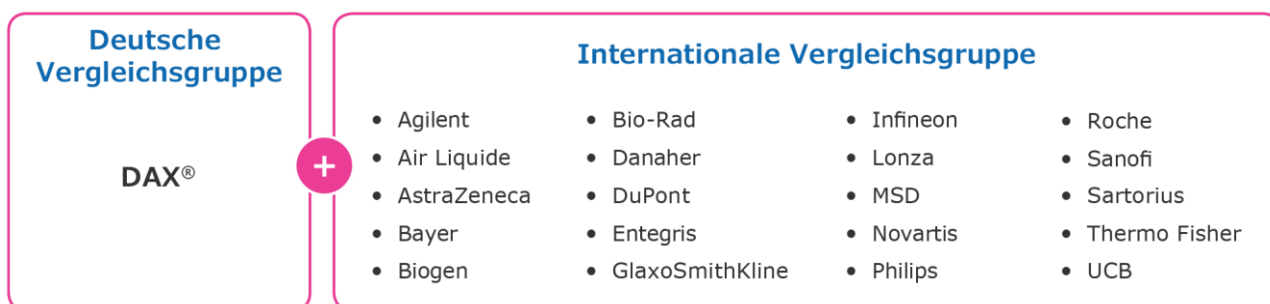 Deutsche
Vergleichsgruppe
DAX®
+
Internationale Vergleichsgruppe
• Agilent
• Air Liquide
• AstraZeneca
• Bayer
• Biogen
• Bio-Rad
• Danaher
• DuPont
• Entegris
• GlaxoSmithKline
• Infineon
• Lonza
• MSD
• Novartis
• Philips
• Roche
• Sanofi
• Sartorius
• Thermo Fisher
• UCB